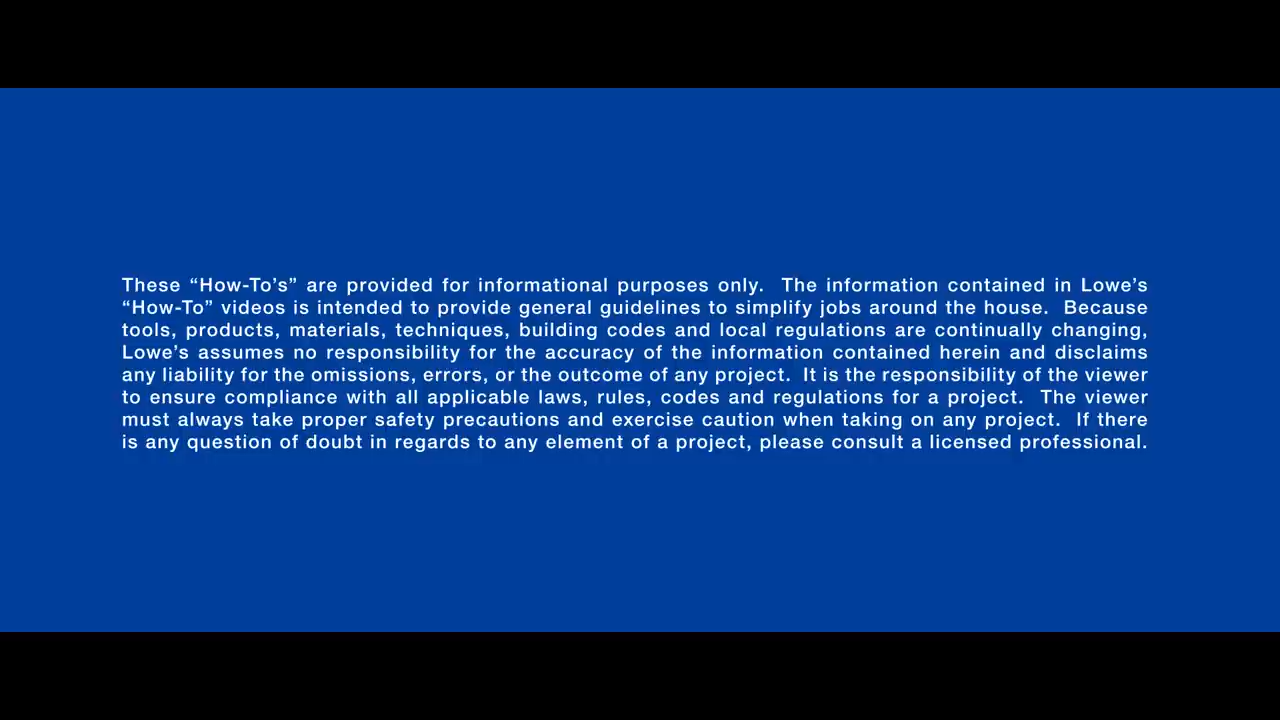 These “How-To’s” are provided for informational purposes only.  The information contained in Lowe’s
“How-To” videos is intended to provide general guidelines to simplify jobs around the house.  Because
tools, products, materials, techniques, building codes and local regulations are continually changing,
Lowe’s assumes no responsibility for the accuracy of the information contained herein and disclaims
any liability for the omissions, errors, or the outcome of any project.  It is the responsibility of the viewer
to ensure compliance with all applicable laws, rules, codes and regulations for a project.  The viewer
must always take proper safety precautions and exercise caution when taking on any project.  If there
is any question of doubt in regards to any element of a project, please consult a licensed professional.